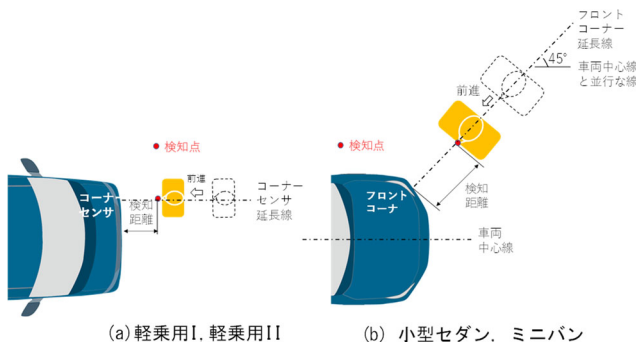 検知点
コーナー
センサ
検知
距離
前進
コーナー
センサ
延長線
(a)軽乗用I,軽乗用II
フロント
コーナー
延長線
45°
車両中心線
と並行な線
前進
検知点
フロント
コーナ
検知
距離
車両
中心線
(b) 小型セダン, ミニバン